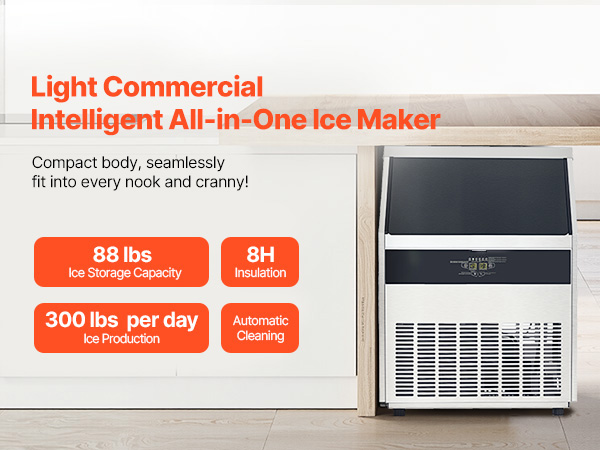 Light Commercial
Intelligent All-in-One Ice Maker
Compact body, seamlessly
fit into every nook and cranny!
88 lbs
Ice Storage Capacity
8H
Insulation
300 lbs per day
Ice Production
Automatic
Cleaning